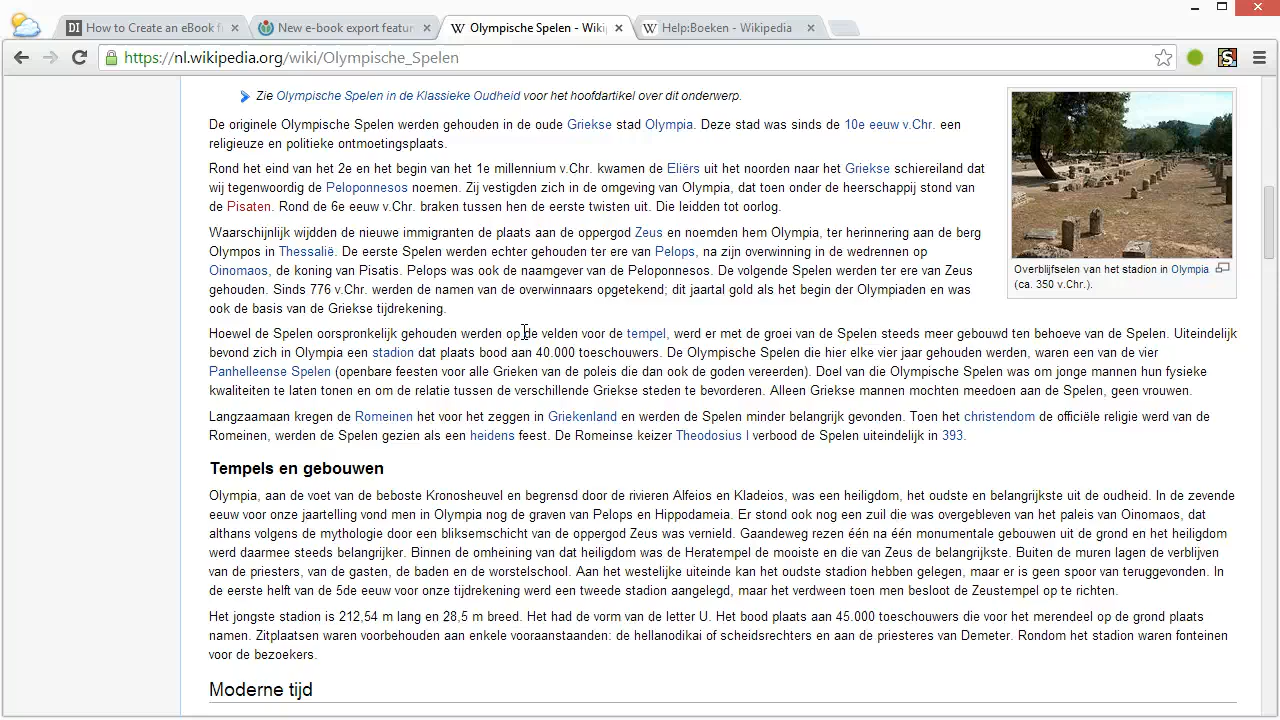 How to Create an eBook f
New e-book export featur
Olympische Spelen - Wiki
Help:Boeken - Wikipedia
https://nl.wikipedia.org/wiki/Olympische_Spelen
Zie Olympische Spelen in de Klassieke Oudheid voor het hoofdartikel over dit onderwerp.
De originele Olympische Spelen werden gehouden in de oude Griekse stad Olympia. Deze stad was sinds de 10e eeuw v.Chr. een
religieuze en politieke ontmoetingsplaats.
Rond het eind van het 2e en het begin van het 1e millennium v.Chr. kwamen de Eliërs uit het noorden naar het Griekse schiereiland dat
wij tegenwoordig de Peloponnesos noemen. Zij vestigden zich in de omgeving van Olympia, dat toen onder de heerschappij stond van
de Pisaten. Rond de 6e eeuw v.Chr. braken tussen hen de eerste twisten uit. Die leidden tot oorlog.
Waarschijnlijk wijdden de nieuwe immigranten de plaats aan de oppergod Zeus en noemden hem Olympia, ter herinnering aan de berg
Olympos in Thessalië. De eerste Spelen werden echter gehouden ter ere van Pelops, na zijn overwinning in de wedrennen op
Oinomaos, de koning van Pisatis. Pelops was ook de naamgever van de Peloponnesos. De volgende Spelen werden ter ere van Zeus
gehouden. Sinds 776 v.Chr. werden de namen van de overwinnaars opgetekend; dit jaartal gold als het begin der Olympiaden en was
ook de basis van de Griekse tijdrekening.
Overblijfselen van het stadion in Olympia
(ca. 350 v.Chr.).
Hoewel de Spelen oorspronkelijk gehouden werden op de velden voor de tempel, werd er met de groei van de Spelen steeds meer gebouwd ten behoeve van de Spelen. Uiteindelijk
bevond zich in Olympia een stadion dat plaats bood aan 40.000 toeschouwers. De Olympische Spelen die hier elke vier jaar gehouden werden, waren een van de vier
Panhelleense Spelen (openbare feesten voor alle Grieken van de poleis die dan ook de goden vereerden). Doel van die Olympische Spelen was om jonge mannen hun fysieke
kwaliteiten te laten tonen en om de relatie tussen de verschillende Griekse steden te bevorderen. Alleen Griekse mannen mochten meedoen aan de Spelen, geen vrouwen.
Langzaamaan kregen de Romeinen het voor het zeggen in Griekenland en werden de Spelen minder belangrijk gevonden. Toen het christendom de officiële religie werd van de
Romeinen, werden de Spelen gezien als een heidens feest. De Romeinse keizer Theodosius I verbood de Spelen uiteindelijk in 393.
Tempels en gebouwen
Olympia, aan de voet van de beboste Kronosheuvel en begrensd door de rivieren Alfeios en Kladeios, was een heiligdom, het oudste en belangrijkste uit de oudheid. In de zevende
eeuw voor onze jaartelling vond men in Olympia nog de graven van Pelops en Hippodameia. Er stond ook nog een zuil die was overgebleven van het paleis van Oinomaos, dat
althans volgens de mythologie door een bliksemschicht van de oppergod Zeus was vernield. Gaandeweg rezen één na één monumentale gebouwen uit de grond en het heiligdom
werd daarmee steeds belangrijker. Binnen de omheining van dat heiligdom was de Heratempel de mooiste en die van Zeus de belangrijkste. Buiten de muren lagen de verblijven
van de priesters, van de gasten, de baden en de worstelschool. Aan het westelijke uiteinde kan het oudste stadion hebben gelegen, maar er is geen spoor van teruggevonden. In
de eerste helft van de 5de eeuw voor onze tijdrekening werd een tweede stadion aangelegd, maar het verdween toen men besloot de Zeustempel op te richten.
Het jongste stadion is 212,54 m lang en 28,5 m breed. Het had de vorm van de letter U. Het bood plaats aan 45.000 toeschouwers die voor het merendeel op de grond plaats
namen. Zitplaatsen waren voorbehouden aan enkele vooraanstaanden: de hellanodikai of scheidsrechters en aan de priesteres van Demeter. Rondom het stadion waren fonteinen
voor de bezoekers.
Moderne tijd